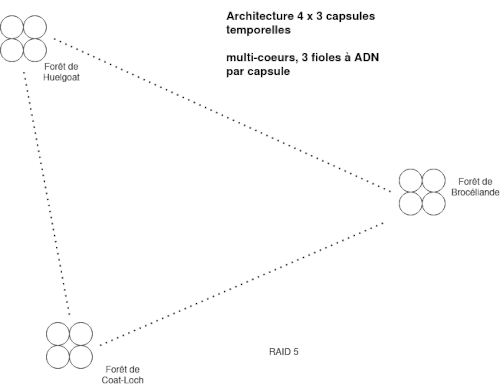 Architecture 4 x 3 capsules
temporelles
multi-coeurs, 3 fioles à ADN
par capsule
Forêt de
Huelgoat
Forêt de
Brocéliande
RAID 5
Forêt de
Coat-Loch